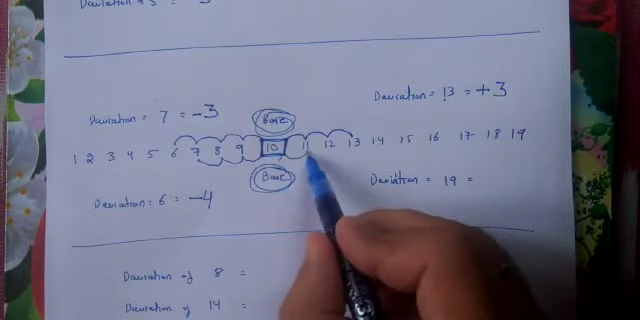 Deviation of 5 =
Deviation = 7 = -3
Base
Deviation = 13 = +3
1 2 3 4 5 6 7 8 9 10 11 12 13 14 15 16 17 18 19
Deviation = 6 = -4
Base
Deviation = 19 =
Deviation of 8 =
Deviation of 14 =